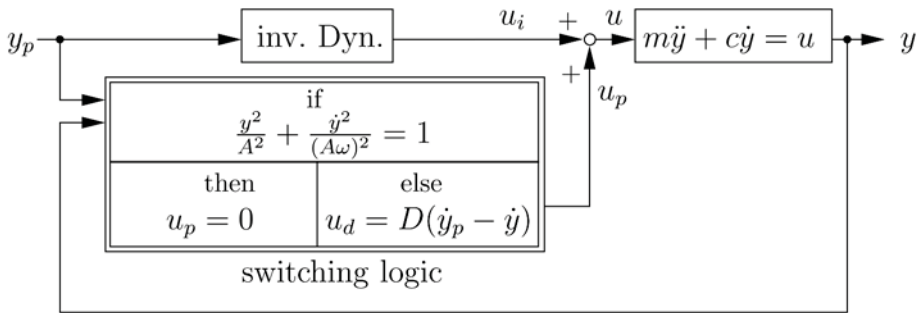 y_p
inv. Dyn.
u_i
+
u
mÿ + cẏ = u
y
+
u_p
if
y²/A² + ẏ²/(Aω)² = 1
then
u_p = 0
else
u_d = D(ẏ_p − ẏ)
switching logic